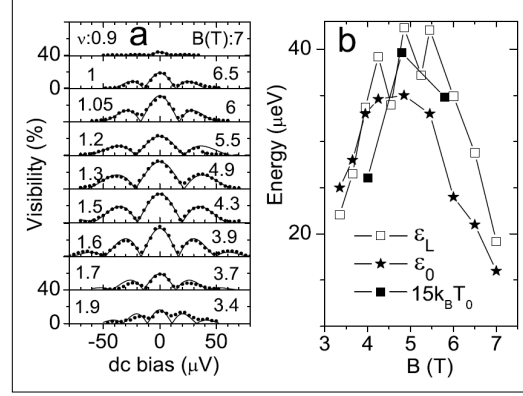 a
ν:0.9 B(T):7
40
0
1 6.5
1.05 6
1.2 5.5
1.3 4.9
1.5 4.3
1.6 3.9
1.7 3.7
40
1.9 3.4
0
-50 0 50
dc bias (μV)
Visibility (%)
b
40
20
Energy (μeV)
ε_L
ε_0
15k_BT_0
3 4 5 6 7
B (T)